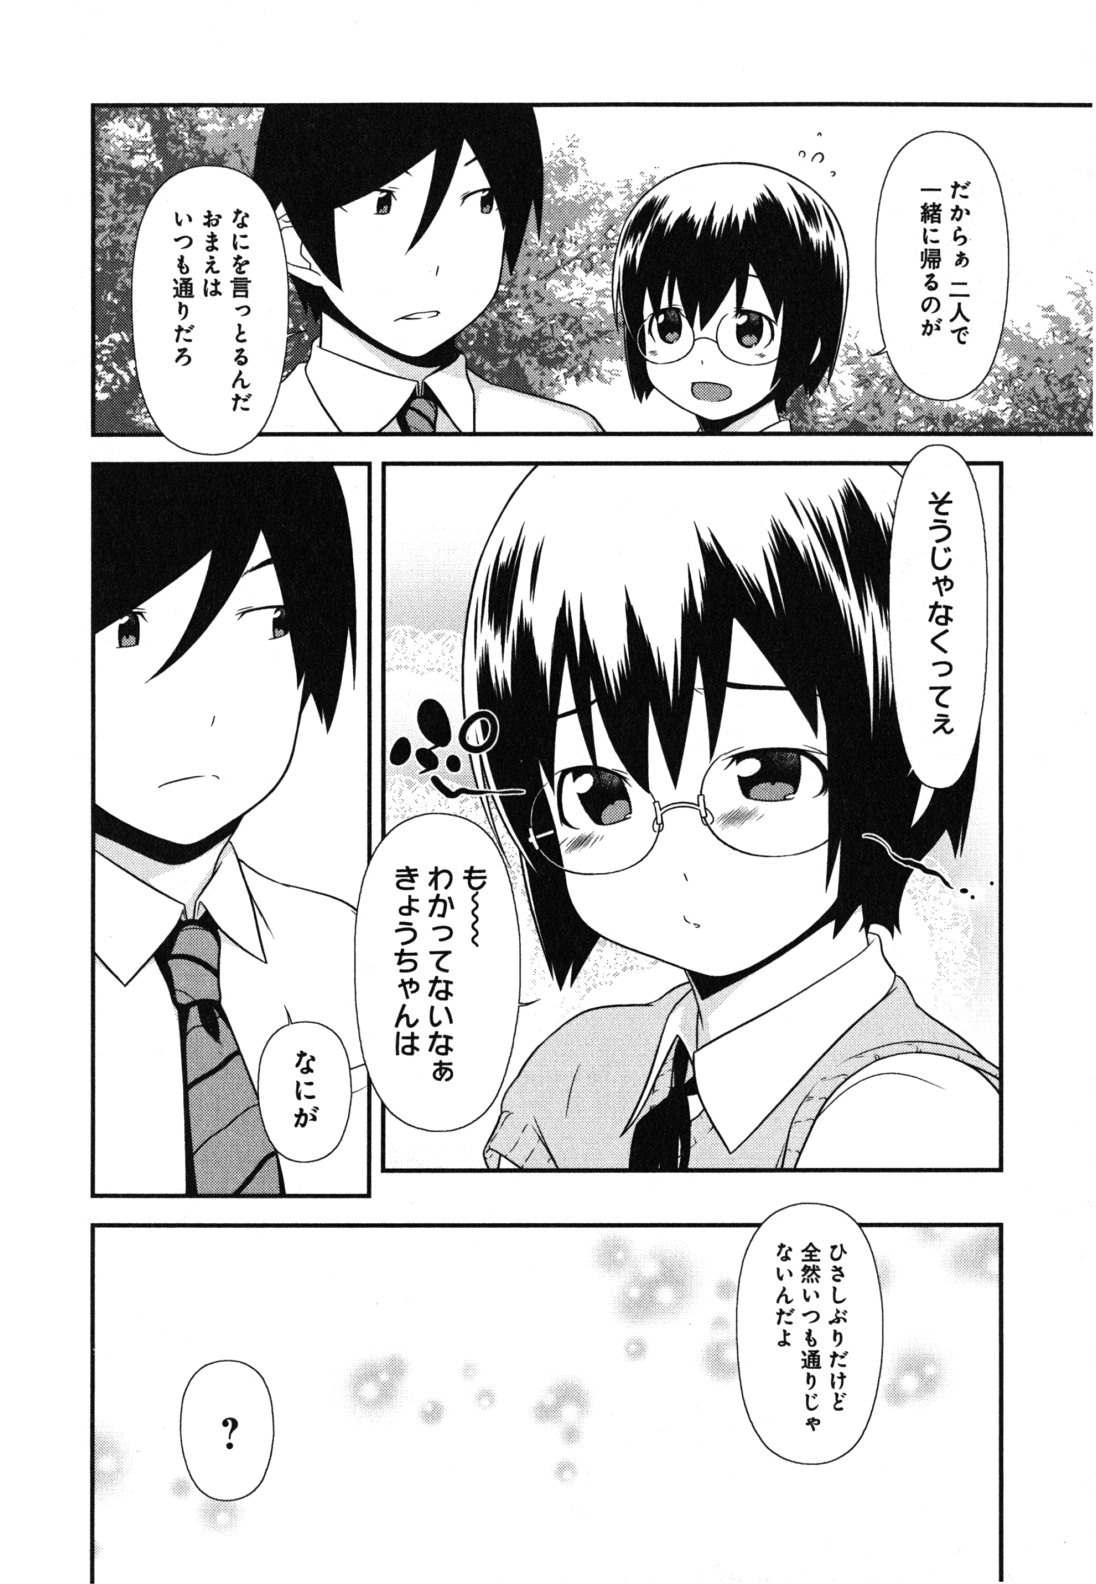 だからぁ 二人で
一緒に帰るのが
なにを言っとるんだ
おまえは
いつも通りだろ
そうじゃなくってえ
も～～～
わかってないなぁ
きょうちゃんは
なにが
ひさしぶりだけど
全然いつも通りじゃ
ないんだよ
?